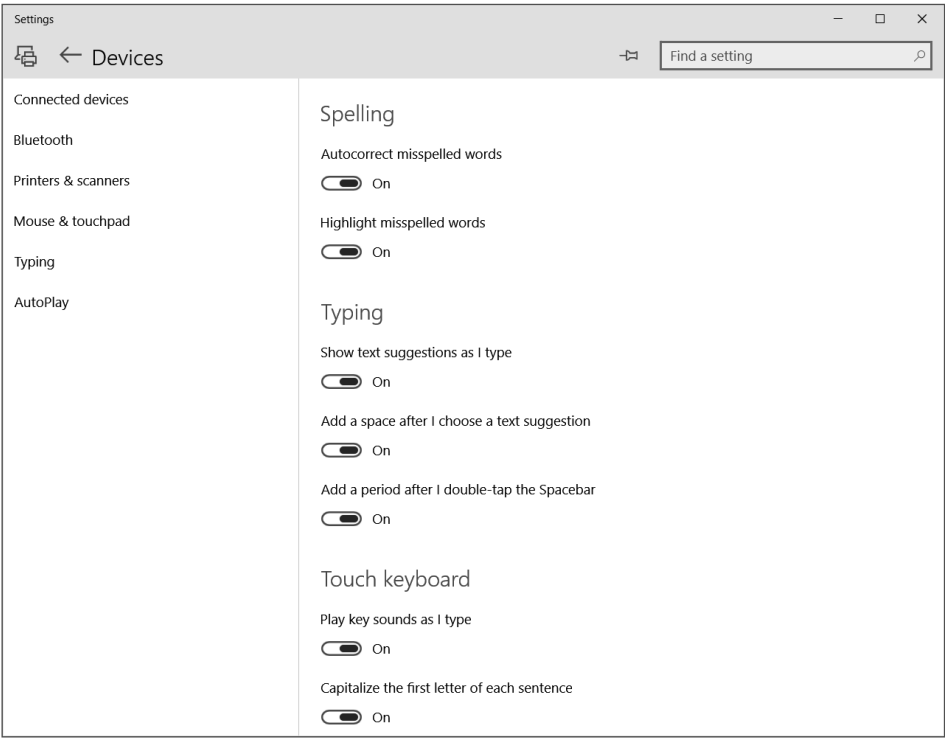 Settings
Devices
Find a setting
Connected devices
Bluetooth
Printers & scanners
Mouse & touchpad
Typing
AutoPlay
Spelling
Autocorrect misspelled words
On
Highlight misspelled words
On
Typing
Show text suggestions as I type
On
Add a space after I choose a text suggestion
On
Add a period after I double-tap the Spacebar
On
Touch keyboard
Play key sounds as I type
On
Capitalize the first letter of each sentence
On